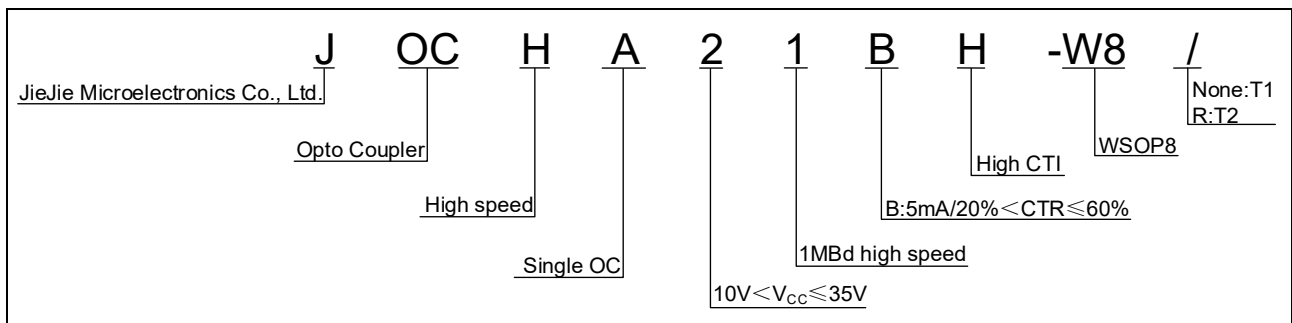 J OC H A 2 1 B H -W8 /
JieJie Microelectronics Co., Ltd.
None:T1
R:T2
Opto Coupler
WSOP8
High CTI
High speed
B:5mA/20%＜CTR≤60%
Single OC
1MBd high speed
10V＜VCC≤35V